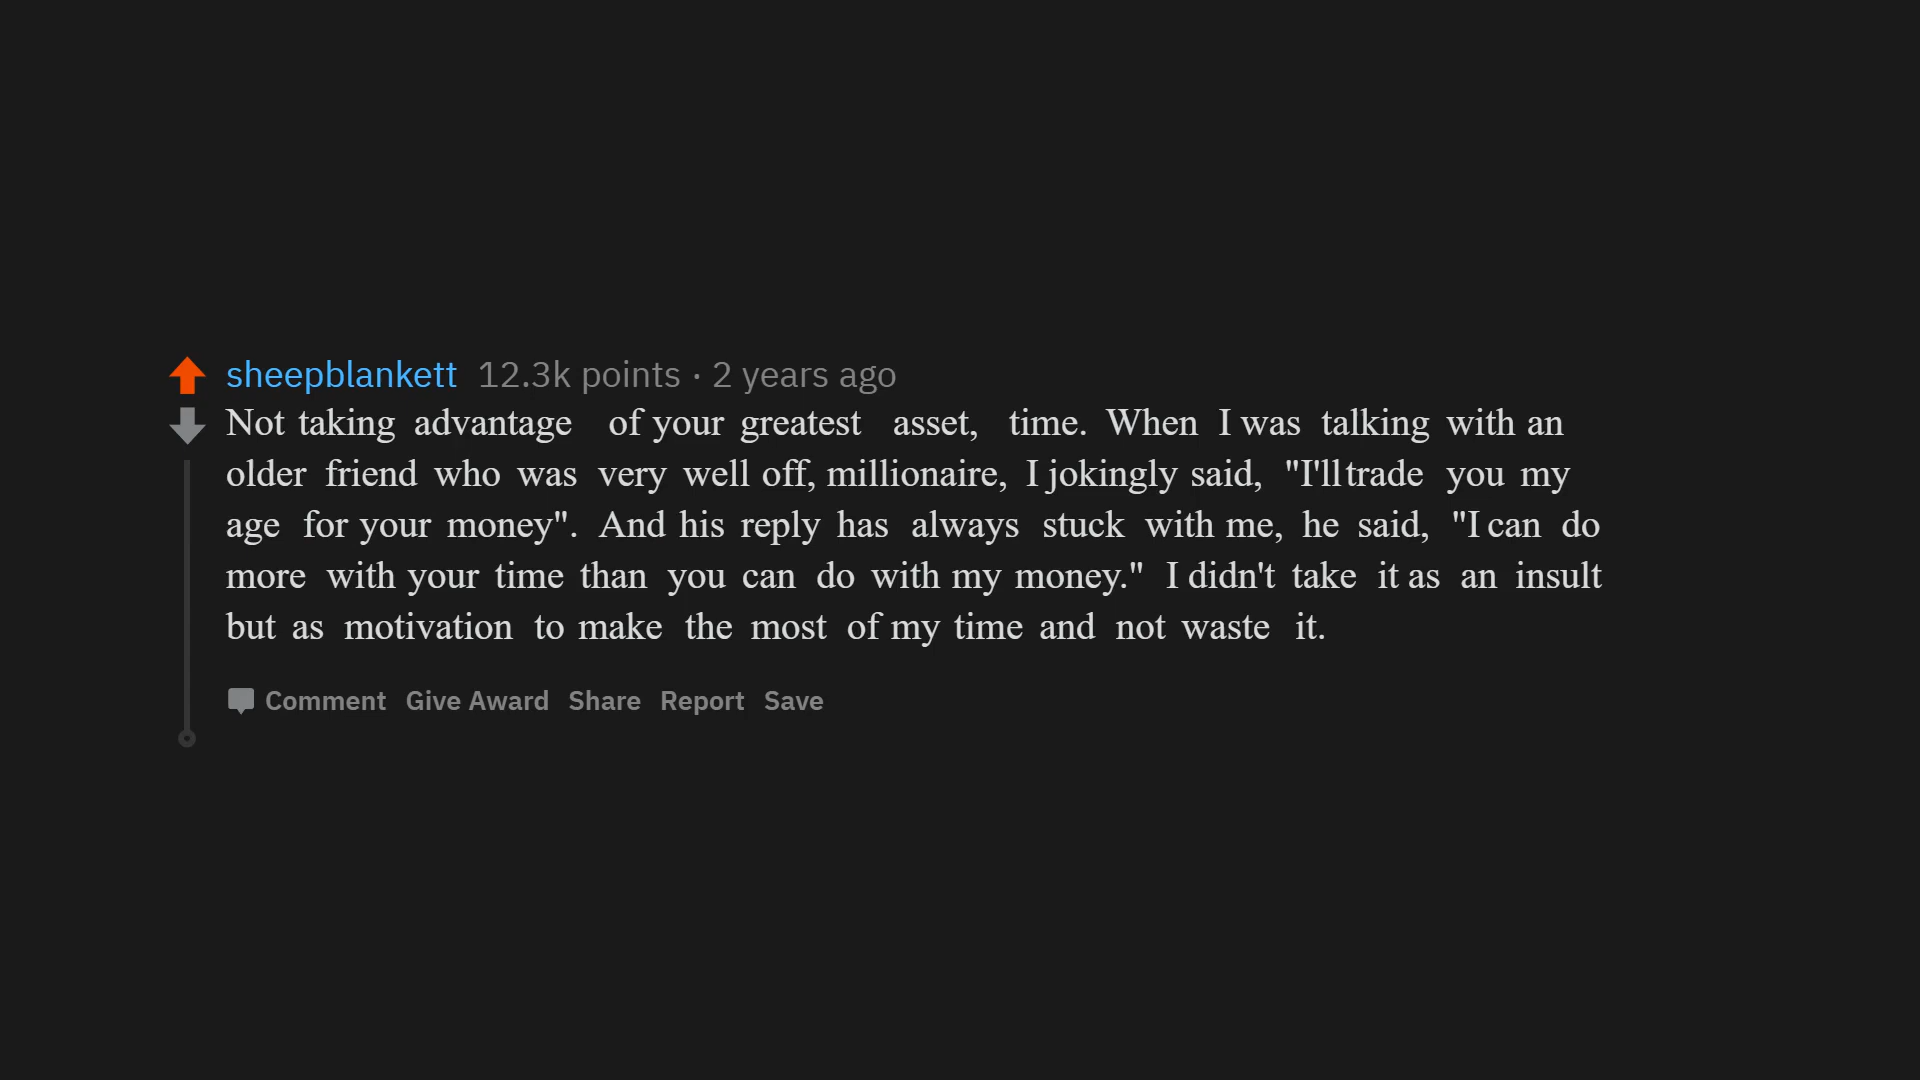 sheepblankett 12.3k points · 2 years ago
Not taking advantage of your greatest asset, time. When I was talking with an
older friend who was very well off, millionaire, I jokingly said, "I'll trade you my
age for your money". And his reply has always stuck with me, he said, "I can do
more with your time than you can do with my money." I didn't take it as an insult
but as motivation to make the most of my time and not waste it.
Comment Give Award Share Report Save